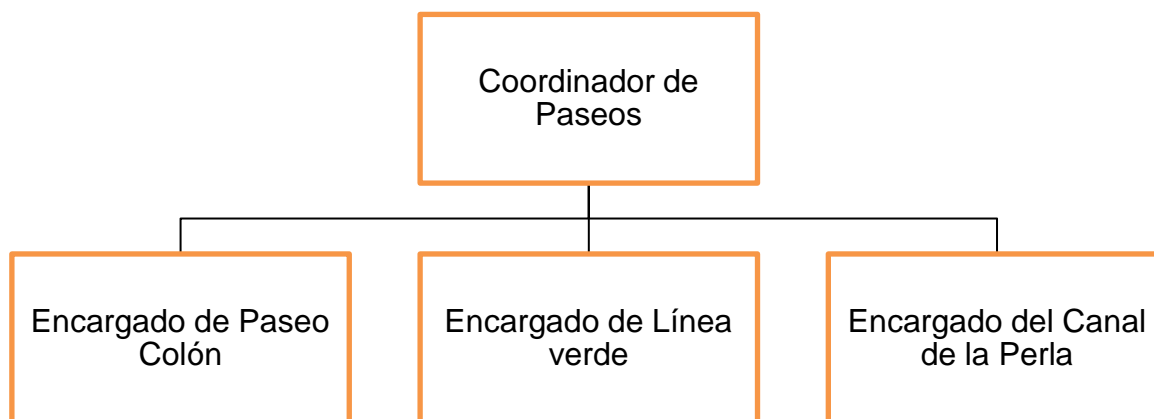 Coordinador de
Paseos
Encargado de Paseo
Colón
Encargado de Línea
verde
Encargado del Canal
de la Perla